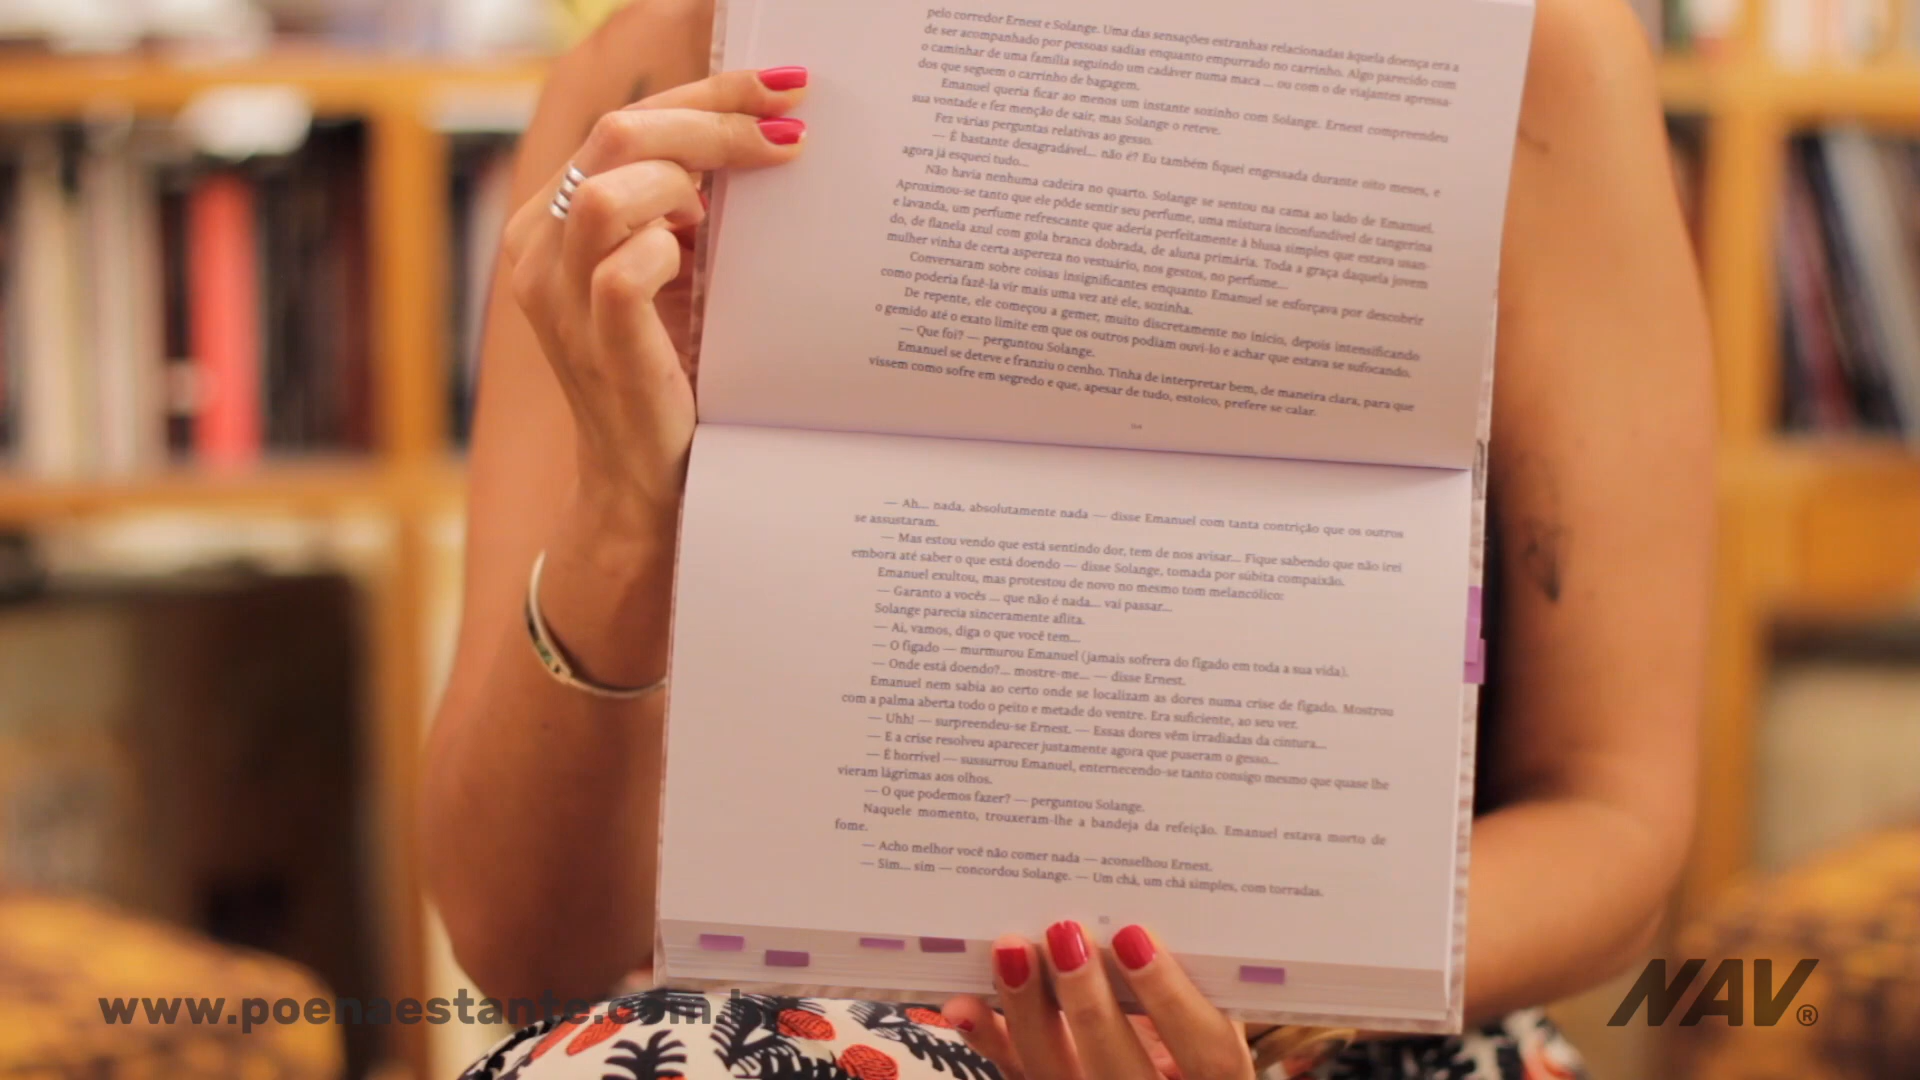 pelo corredor Ernest e Solange. Uma das sensações estranhas relacionadas àquela doença era a
de ser acompanhado por pessoas sadias enquanto empurrado no carrinho. Algo parecido com
o caminhar de uma família seguindo um cadáver numa maca ... ou com o de viajantes apressa-
dos que seguem o carrinho de bagagem.
Emanuel queria ficar ao menos um instante sozinho com Solange. Ernest compreendeu
sua vontade e fez menção de sair, mas Solange o reteve.
Fez várias perguntas relativas ao gesso.
— É bastante desagradável... não é? Eu também fiquei engessada durante oito meses, e
agora já esqueci tudo...
Não havia nenhuma cadeira no quarto. Solange se sentou na cama ao lado de Emanuel.
Aproximou-se tanto que ele pôde sentir seu perfume, uma mistura inconfundível de tangerina
e lavanda, um perfume refrescante que aderia perfeitamente à blusa simples que estava usan-
do, de flanela azul com gola branca dobrada, de aluna primária. Toda a graça daquela jovem
mulher vinha de certa aspereza no vestuário, nos gestos, no perfume...
Conversaram sobre coisas insignificantes enquanto Emanuel se esforçava por descobrir
como poderia fazê-la vir mais uma vez até ele, sozinha.
De repente, ele começou a gemer, muito discretamente no início, depois intensificando
o gemido até o exato limite em que os outros podiam ouvi-lo e achar que estava se sufocando.
— Que foi? — perguntou Solange.
Emanuel se deteve e franziu o cenho. Tinha de interpretar bem, de maneira clara, para que
vissem como sofre em segredo e que, apesar de tudo, estoico, prefere se calar.
— Ah... nada, absolutamente nada — disse Emanuel com tanta contrição que os outros
se assustaram.
— Mas estou vendo que está sentindo dor, tem de nos avisar... Fique sabendo que não irei
embora até saber o que está doendo — disse Solange, tomada por súbita compaixão.
Emanuel exultou, mas protestou de novo no mesmo tom melancólico:
— Garanto a vocês ... que não é nada... vai passar...
Solange parecia sinceramente aflita.
— Ai, vamos, diga o que você tem...
— O fígado — murmurou Emanuel (jamais sofrera do fígado em toda a sua vida).
— Onde está doendo?... mostre-me... — disse Ernest.
Emanuel nem sabia ao certo onde se localizam as dores numa crise de fígado. Mostrou
com a palma aberta todo o peito e metade do ventre. Era suficiente, ao seu ver.
— Uhh! — surpreendeu-se Ernest. — Essas dores vêm irradiadas da cintura...
— E a crise resolveu aparecer justamente agora que puseram o gesso...
— É horrível — sussurrou Emanuel, enternecendo-se tanto consigo mesmo que quase lhe
vieram lágrimas aos olhos.
— O que podemos fazer? — perguntou Solange.
Naquele momento, trouxeram-lhe a bandeja da refeição. Emanuel estava morto de
fome.
— Acho melhor você não comer nada — aconselhou Ernest.
— Sim... sim — concordou Solange. — Um chá, um chá simples, com torradas.
www.poenaestante.com.br
NAV®